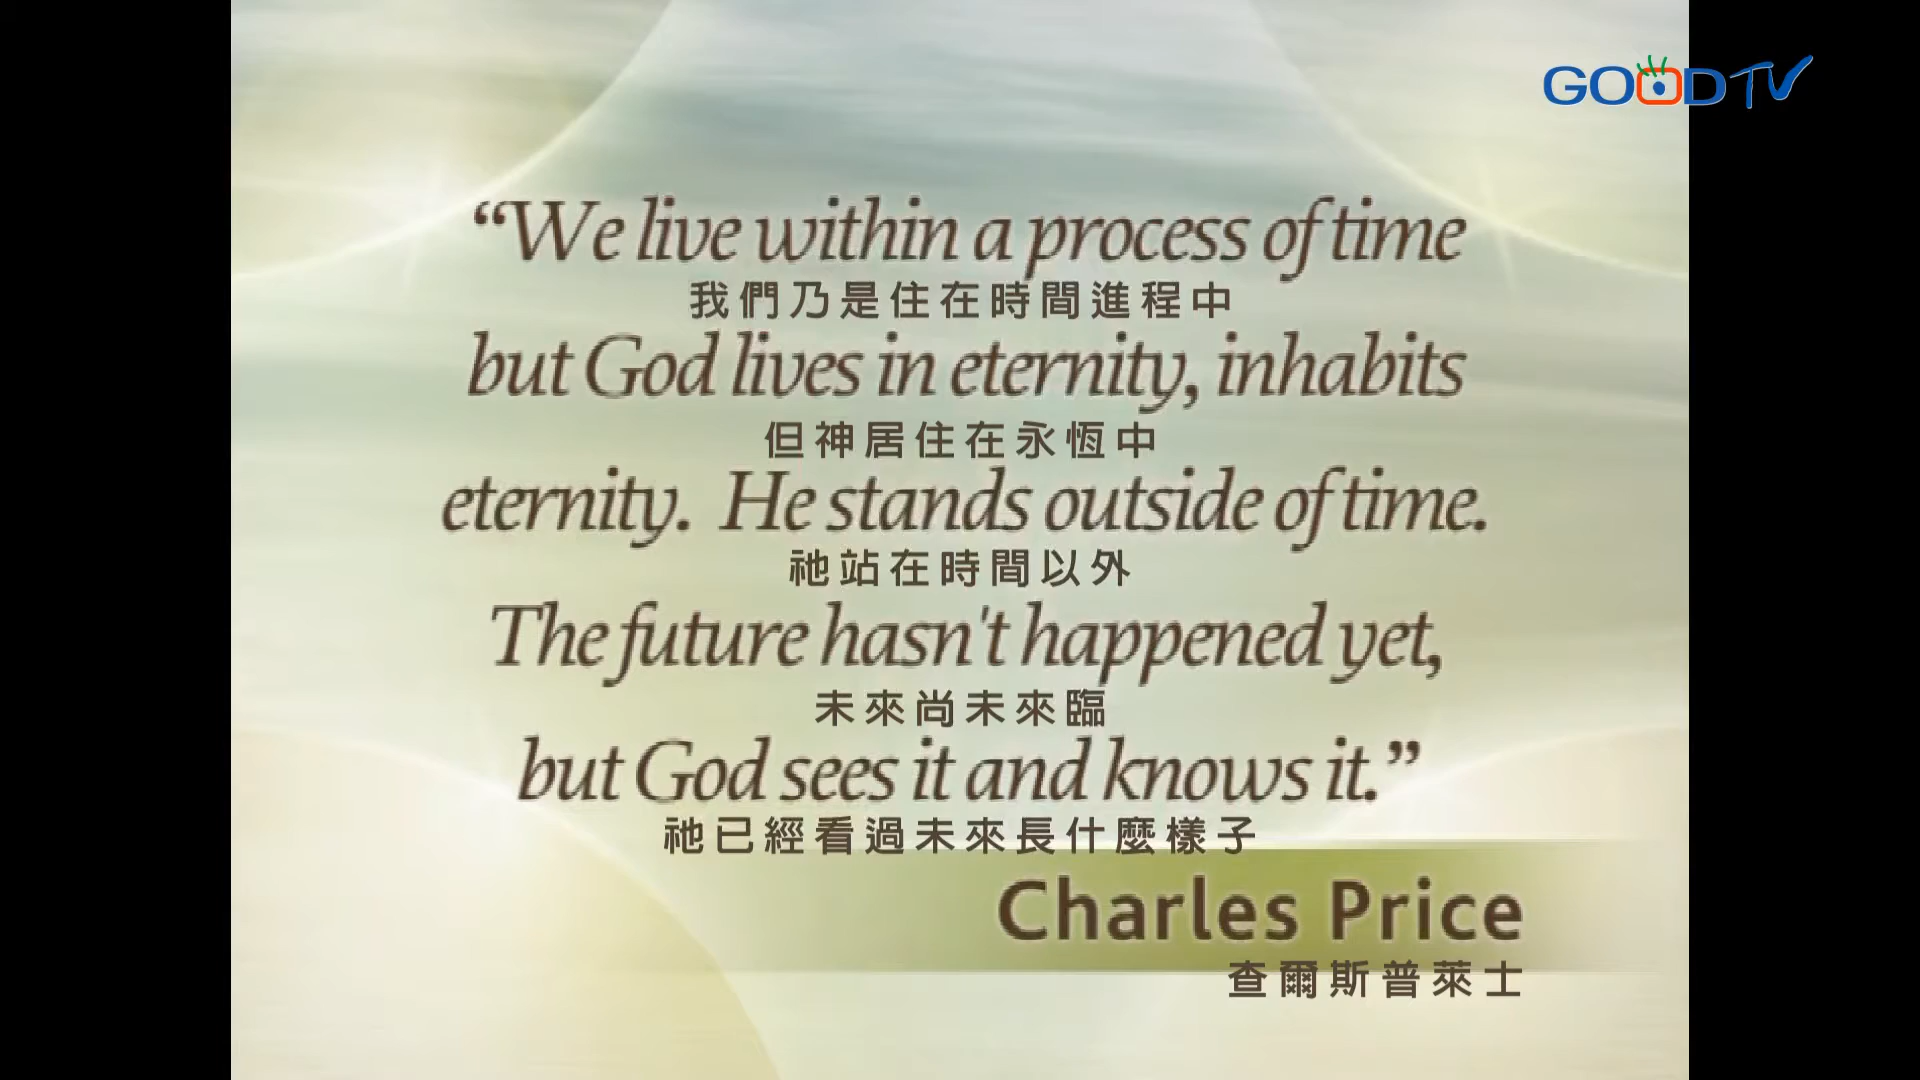 GOOD TV
“We live within a process of time
我們乃是住在時間進程中
but God lives in eternity, inhabits
但神居住在永恆中
eternity. He stands outside of time.
祂站在時間以外
The future hasn't happened yet,
未來尚未來臨
but God sees it and knows it.”
祂已經看過未來長什麼樣子
Charles Price
查爾斯普萊士